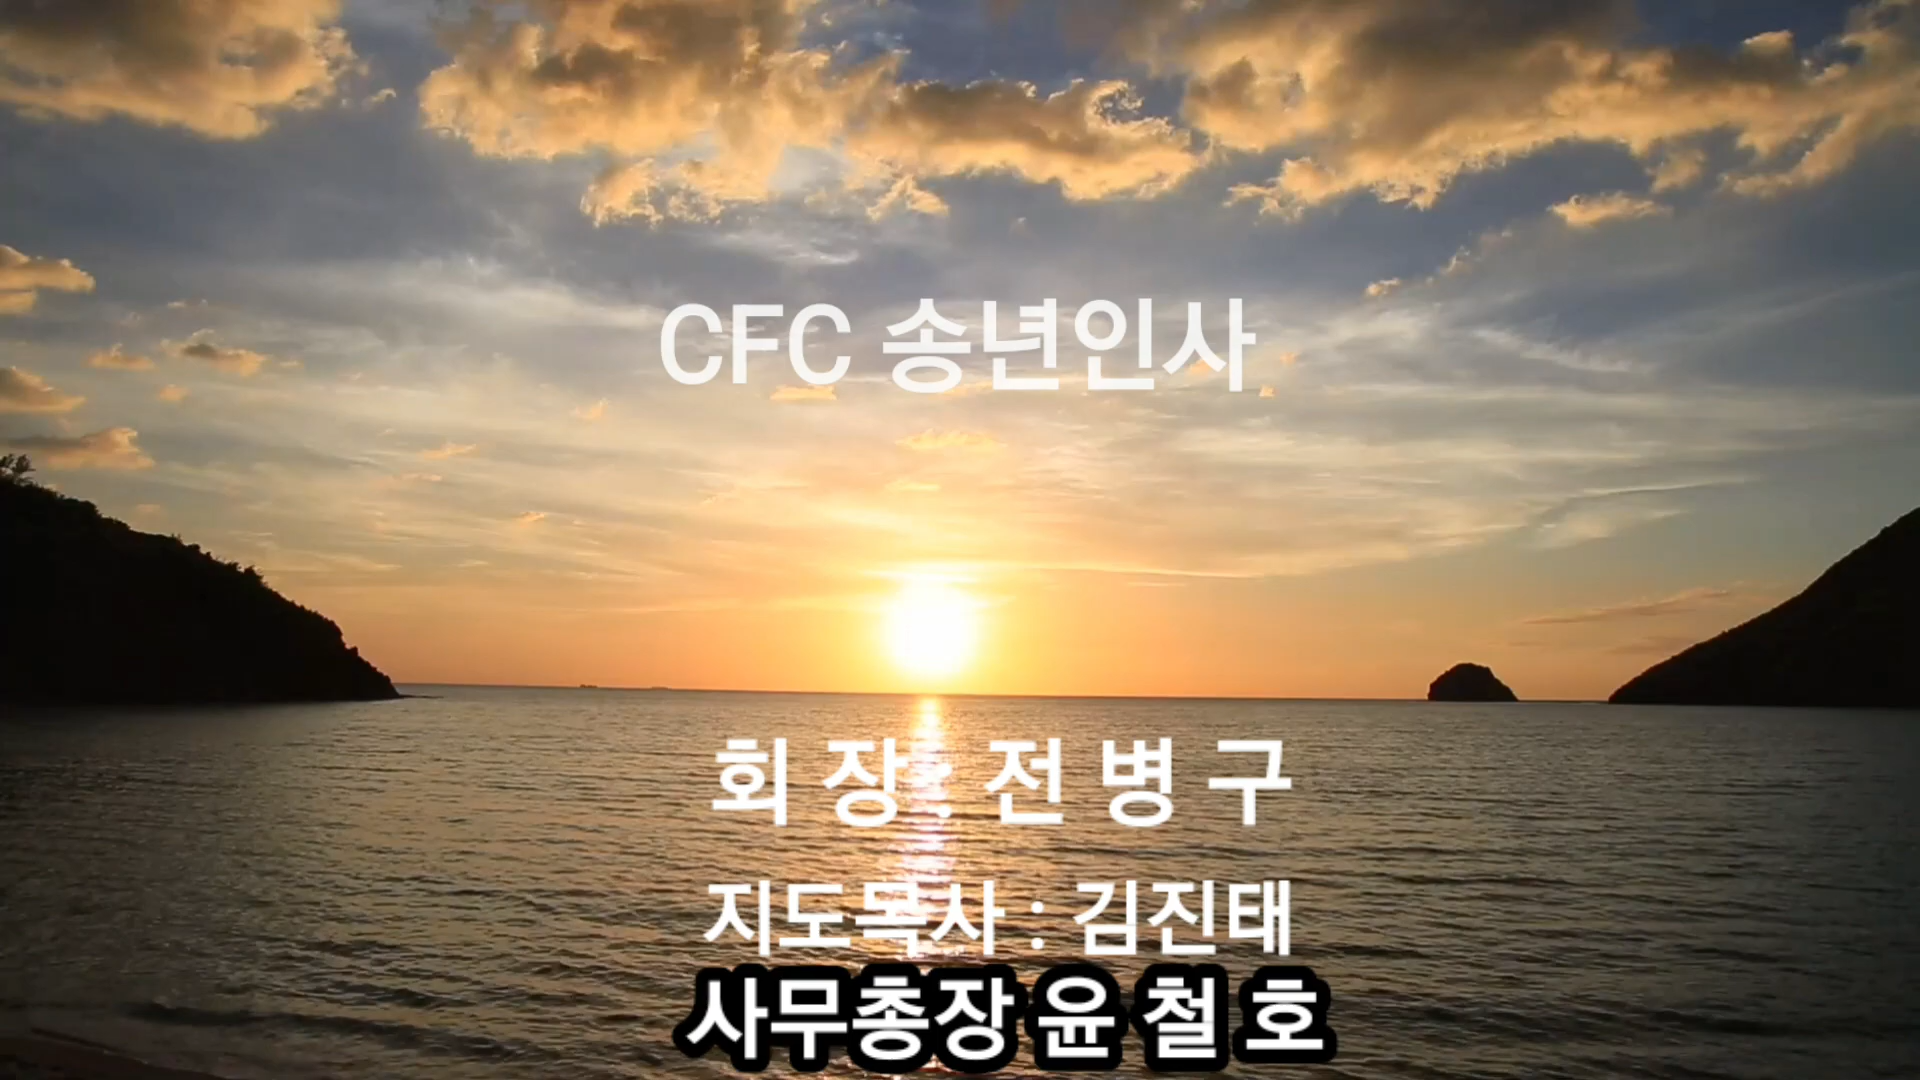 CFC 송년인사
회 장 : 전 병 구
지도목사 : 김진태
사무총장 윤 철 호